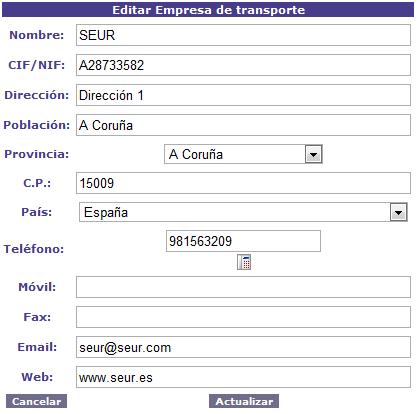 Editar Empresa de transporte
Nombre: SEUR
CIF/NIF: A28733582
Dirección: Dirección 1
Población: A Coruña
Provincia: A Coruña
C.P.: 15009
País: España
Teléfono: 981563209
Móvil:
Fax:
Email: seur@seur.com
Web: www.seur.es
Cancelar Actualizar